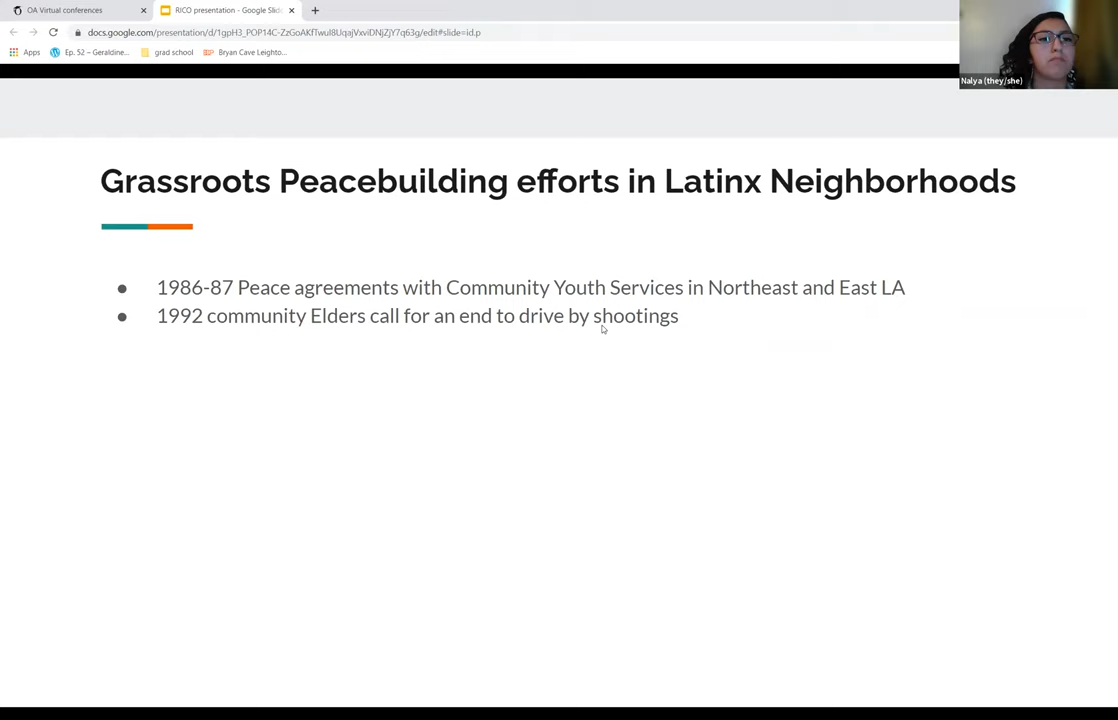 OA Virtual conferences
RICO presentation - Google Slid
docs.google.com/presentation/d/1gpH3_POP14C-ZzGoAKfTwuI8UqajVxviDNjZjY7q63g/edit#slide=id.p
Apps
Ep. 52 – Geraldine...
grad school
Bryan Cave Leighto...
Nalya (they/she)
Grassroots Peacebuilding efforts in Latinx Neighborhoods
● 1986-87 Peace agreements with Community Youth Services in Northeast and East LA
● 1992 community Elders call for an end to drive by shootings